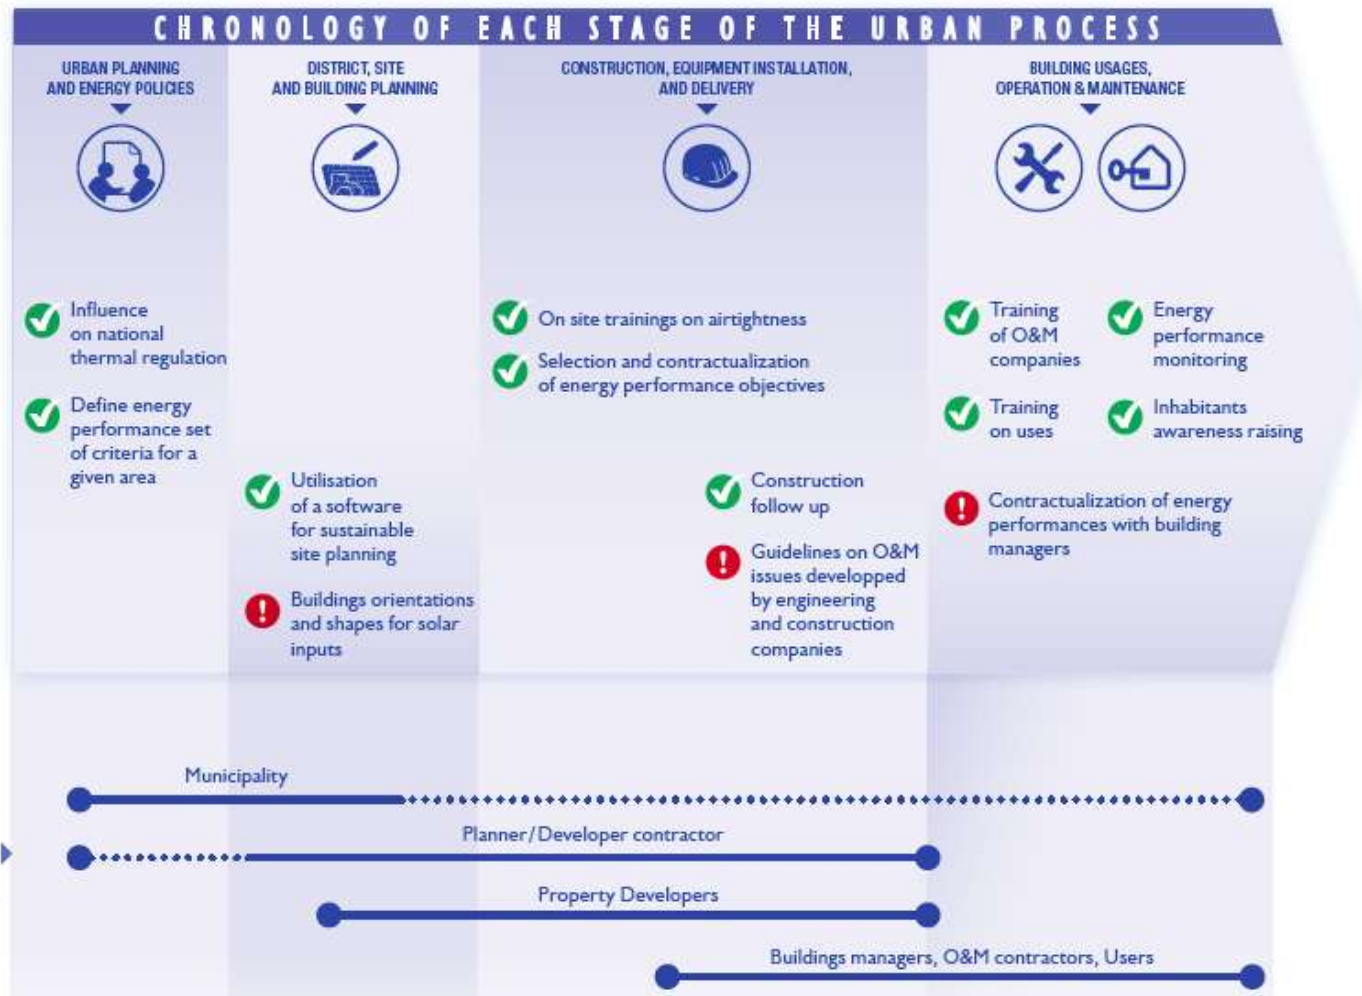 CHRONOLOGY OF EACH STAGE OF THE URBAN PROCESS
URBAN PLANNING
AND ENERGY POLICIES
DISTRICT, SITE
AND BUILDING PLANNING
CONSTRUCTION, EQUIPMENT INSTALLATION,
AND DELIVERY
BUILDING USAGES,
OPERATION & MAINTENANCE
Influence
on national
thermal regulation
Define energy
performance set
of criteria for a
given area
Utilisation
of a software
for sustainable
site planning
Buildings orientations
and shapes for solar
inputs
On site trainings on airtightness
Selection and contractualization
of energy performance objectives
Construction
follow up
Guidelines on O&M
issues developped
by engineering
and construction
companies
Training
of O&M
companies
Energy
performance
monitoring
Training
on uses
Inhabitants
awareness raising
Contractualization of energy
performances with building
managers
Municipality
Planner/Developer contractor
Property Developers
Buildings managers, O&M contractors, Users